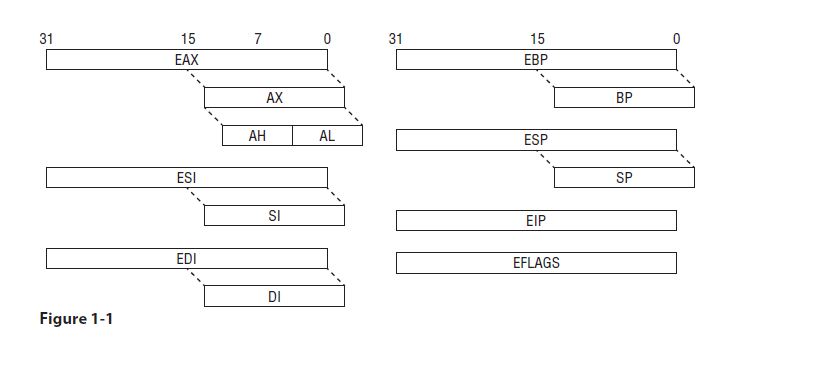 31 15 7 0
EAX
AX
AH AL
ESI
SI
EDI
DI
31 15 0
EBP
BP
ESP
SP
EIP
EFLAGS
Figure 1-1